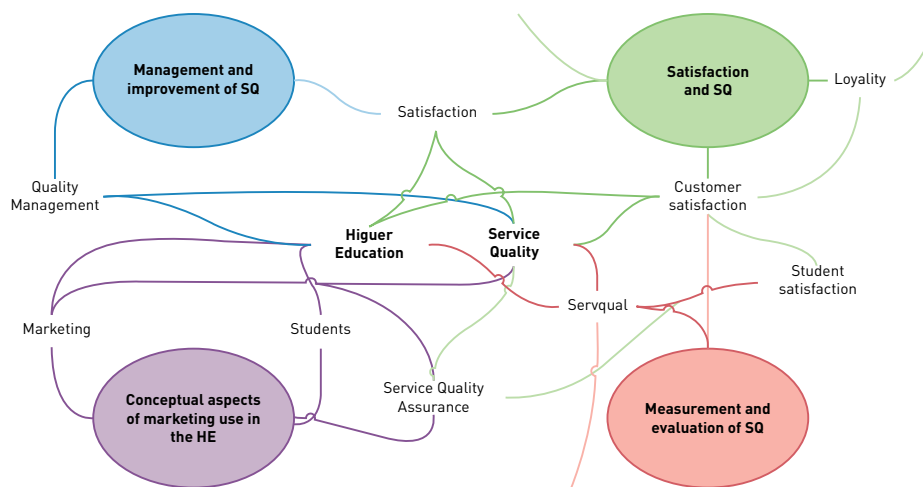 Management and
improvement of SQ
Satisfaction
and SQ
Loyality
Satisfaction
Quality
Management
Customer
satisfaction
Higuer
Education
Service
Quality
Student
satisfaction
Servqual
Marketing
Students
Service Quality
Assurance
Conceptual aspects
of marketing use in
the HE
Measurement and
evaluation of SQ